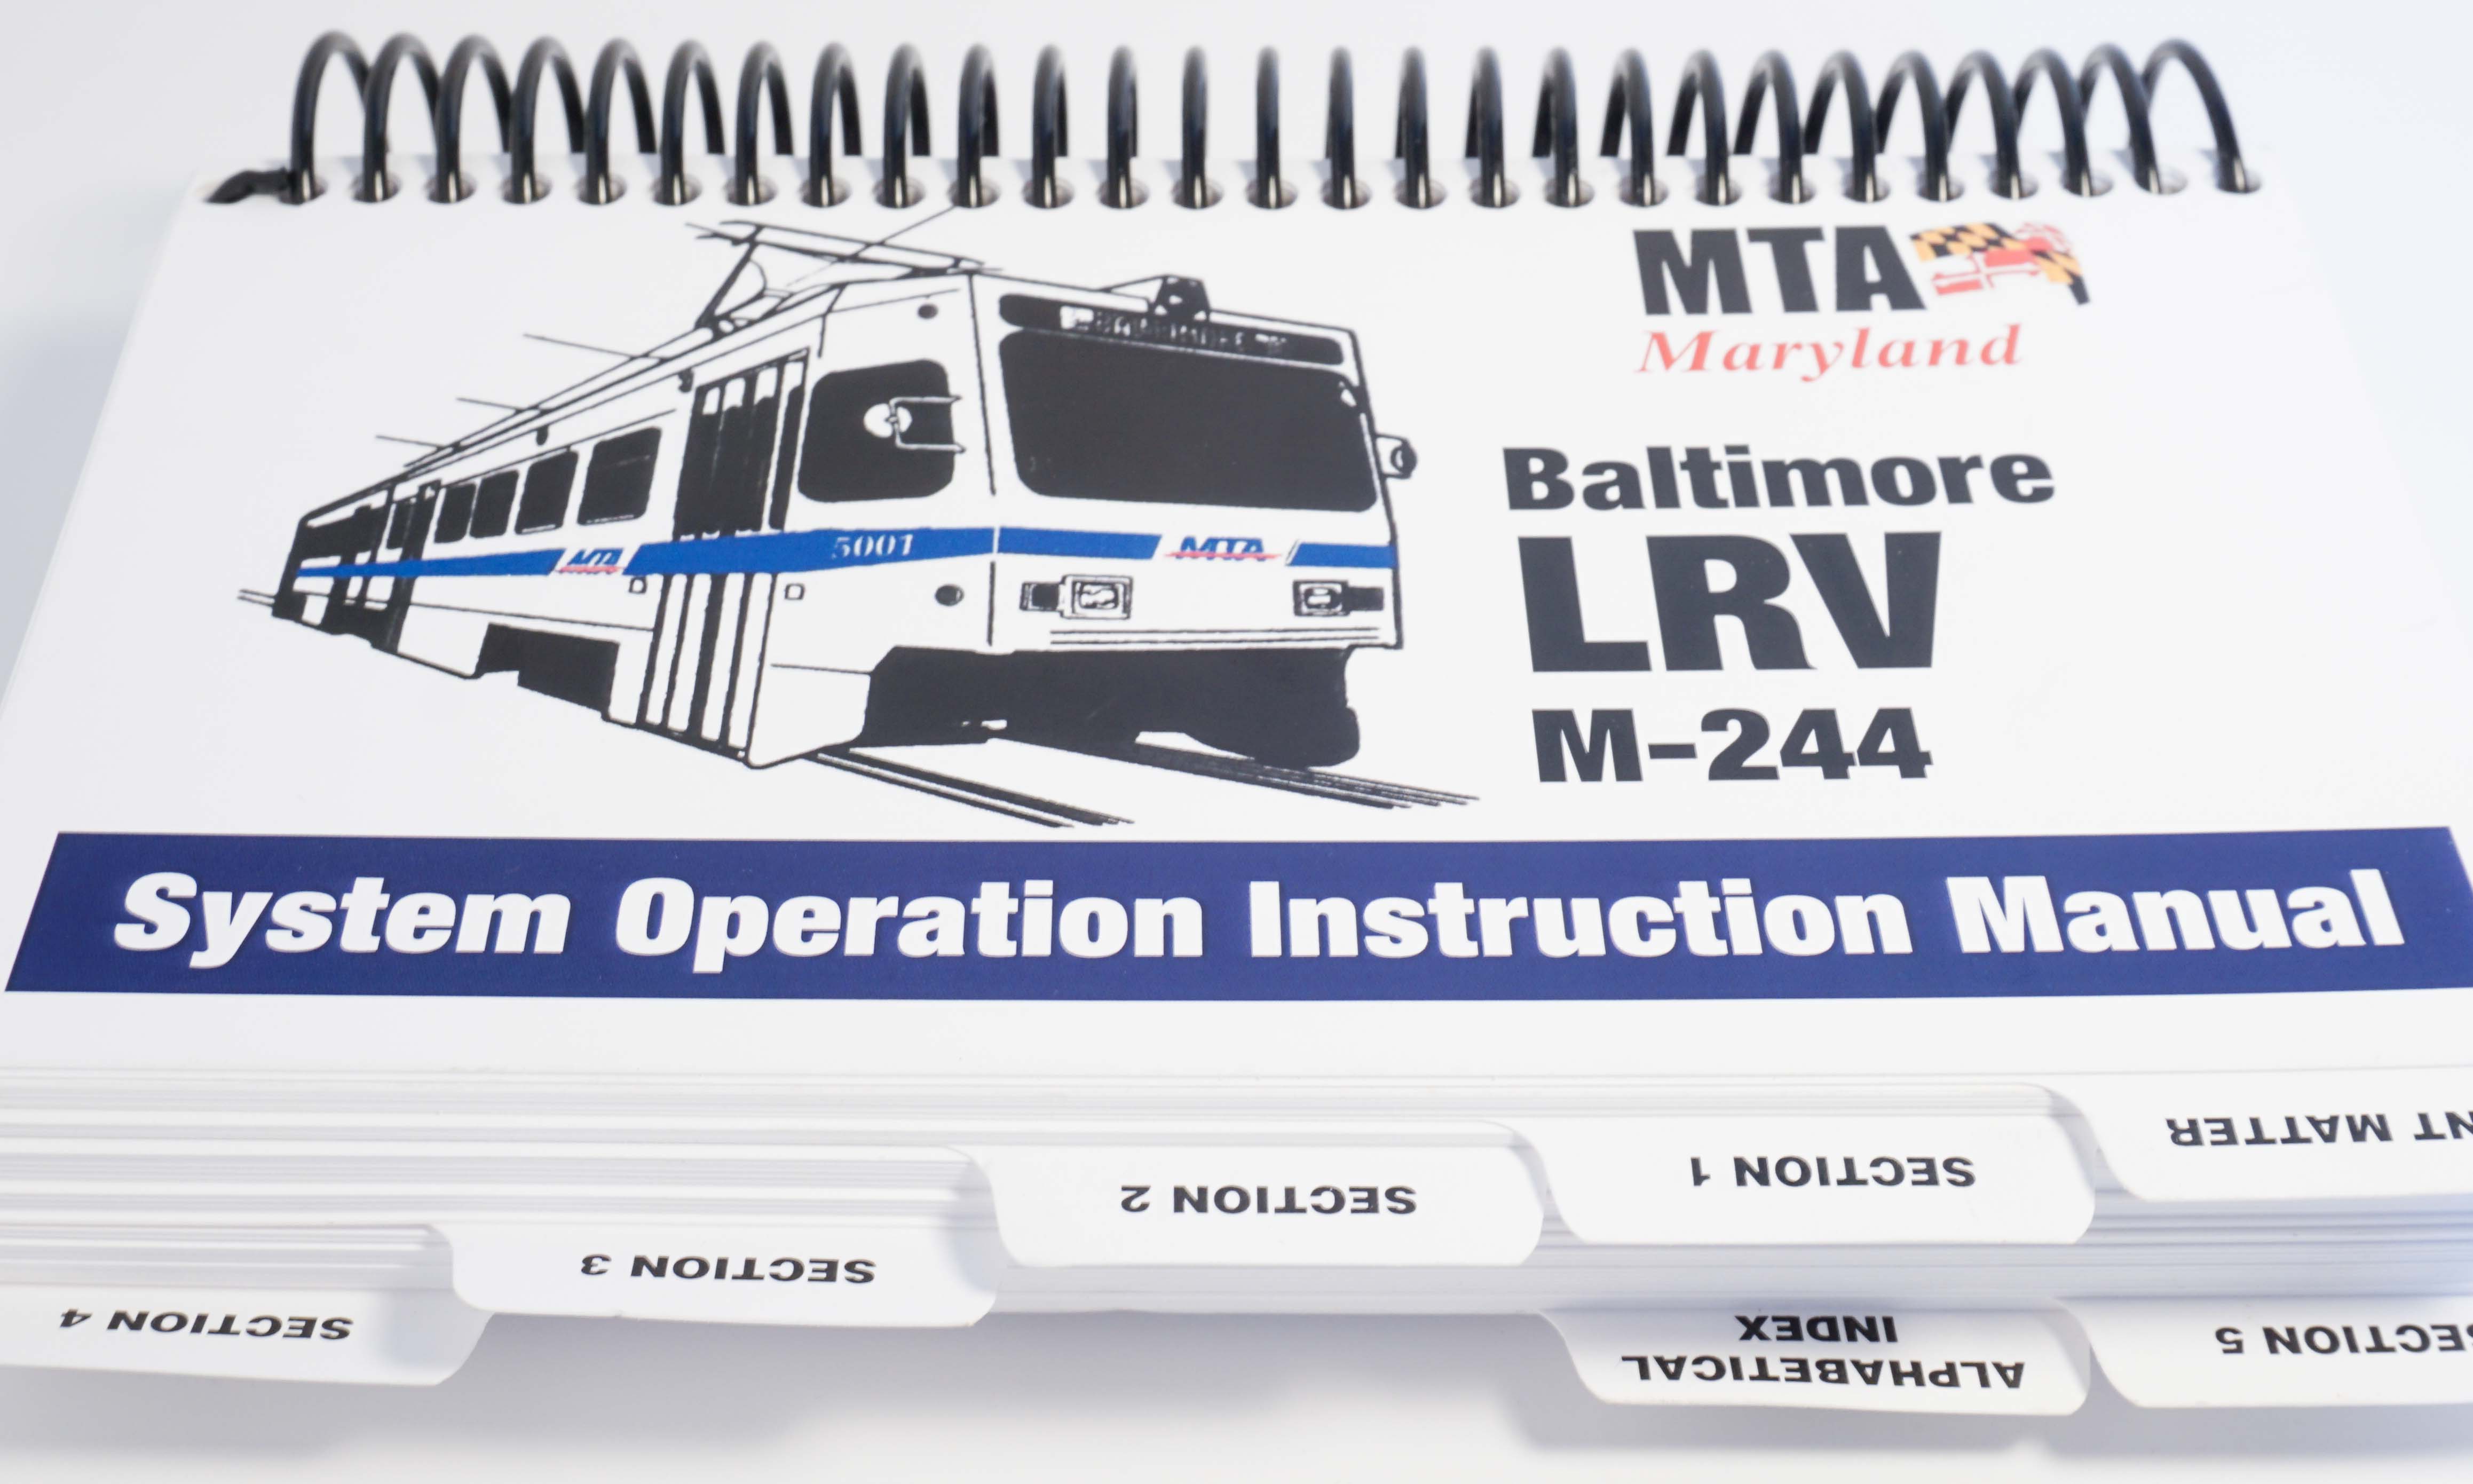 MTA
Maryland
Baltimore
LRV
M-244
5001
MTA
MTA
System Operation Instruction Manual
NT MATTER
SECTION 1
SECTION 2
SECTION 3
SECTION 4
SECTION 5
ALPHABETICAL
INDEX